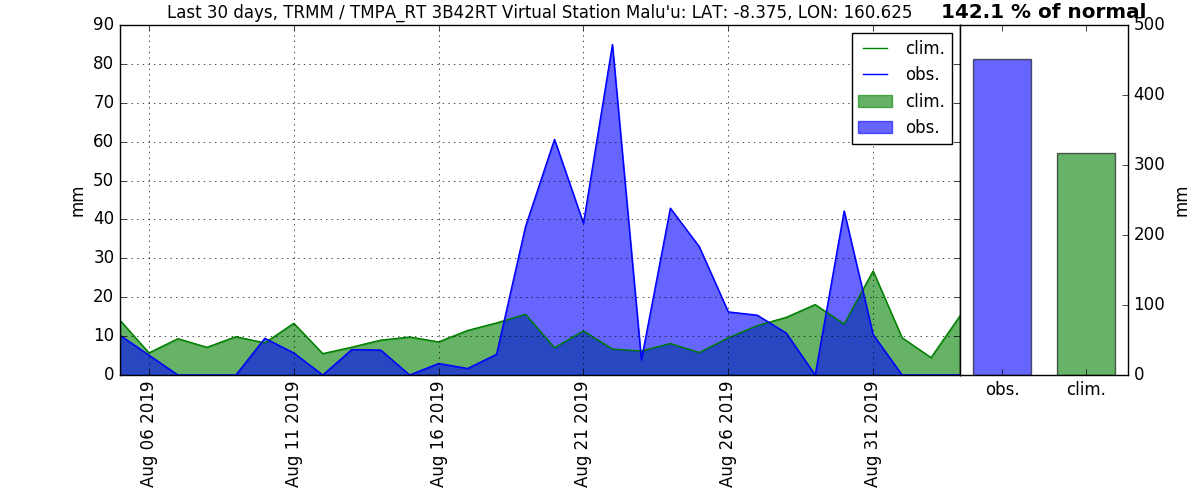 Last 30 days, TRMM / TMPA_RT 3B42RT Virtual Station Malu'u: LAT: -8.375, LON: 160.625
142.1 % of normal
90
80
70
60
50
40
30
20
10
0
mm
clim.
obs.
clim.
obs.
Aug 06 2019
Aug 11 2019
Aug 16 2019
Aug 21 2019
Aug 26 2019
Aug 31 2019
500
400
300
200
100
0
mm
obs.
clim.